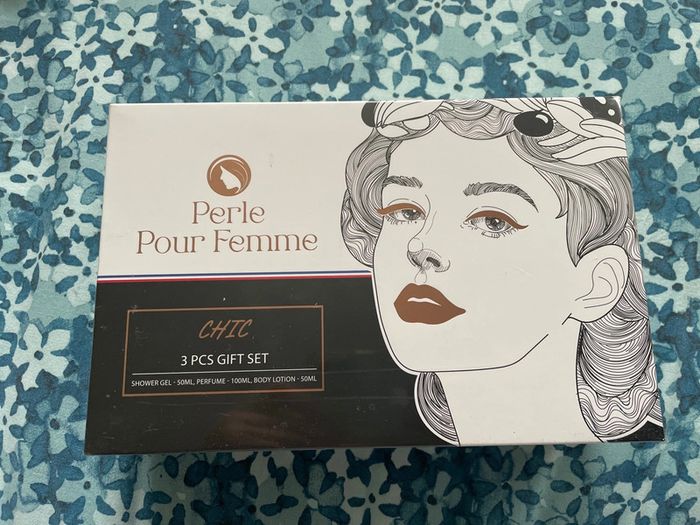 Perle
Pour Femme
CHIC
3 PCS GIFT SET
SHOWER GEL - 50ML, PERFUME - 100ML, BODY LOTION - 50ML